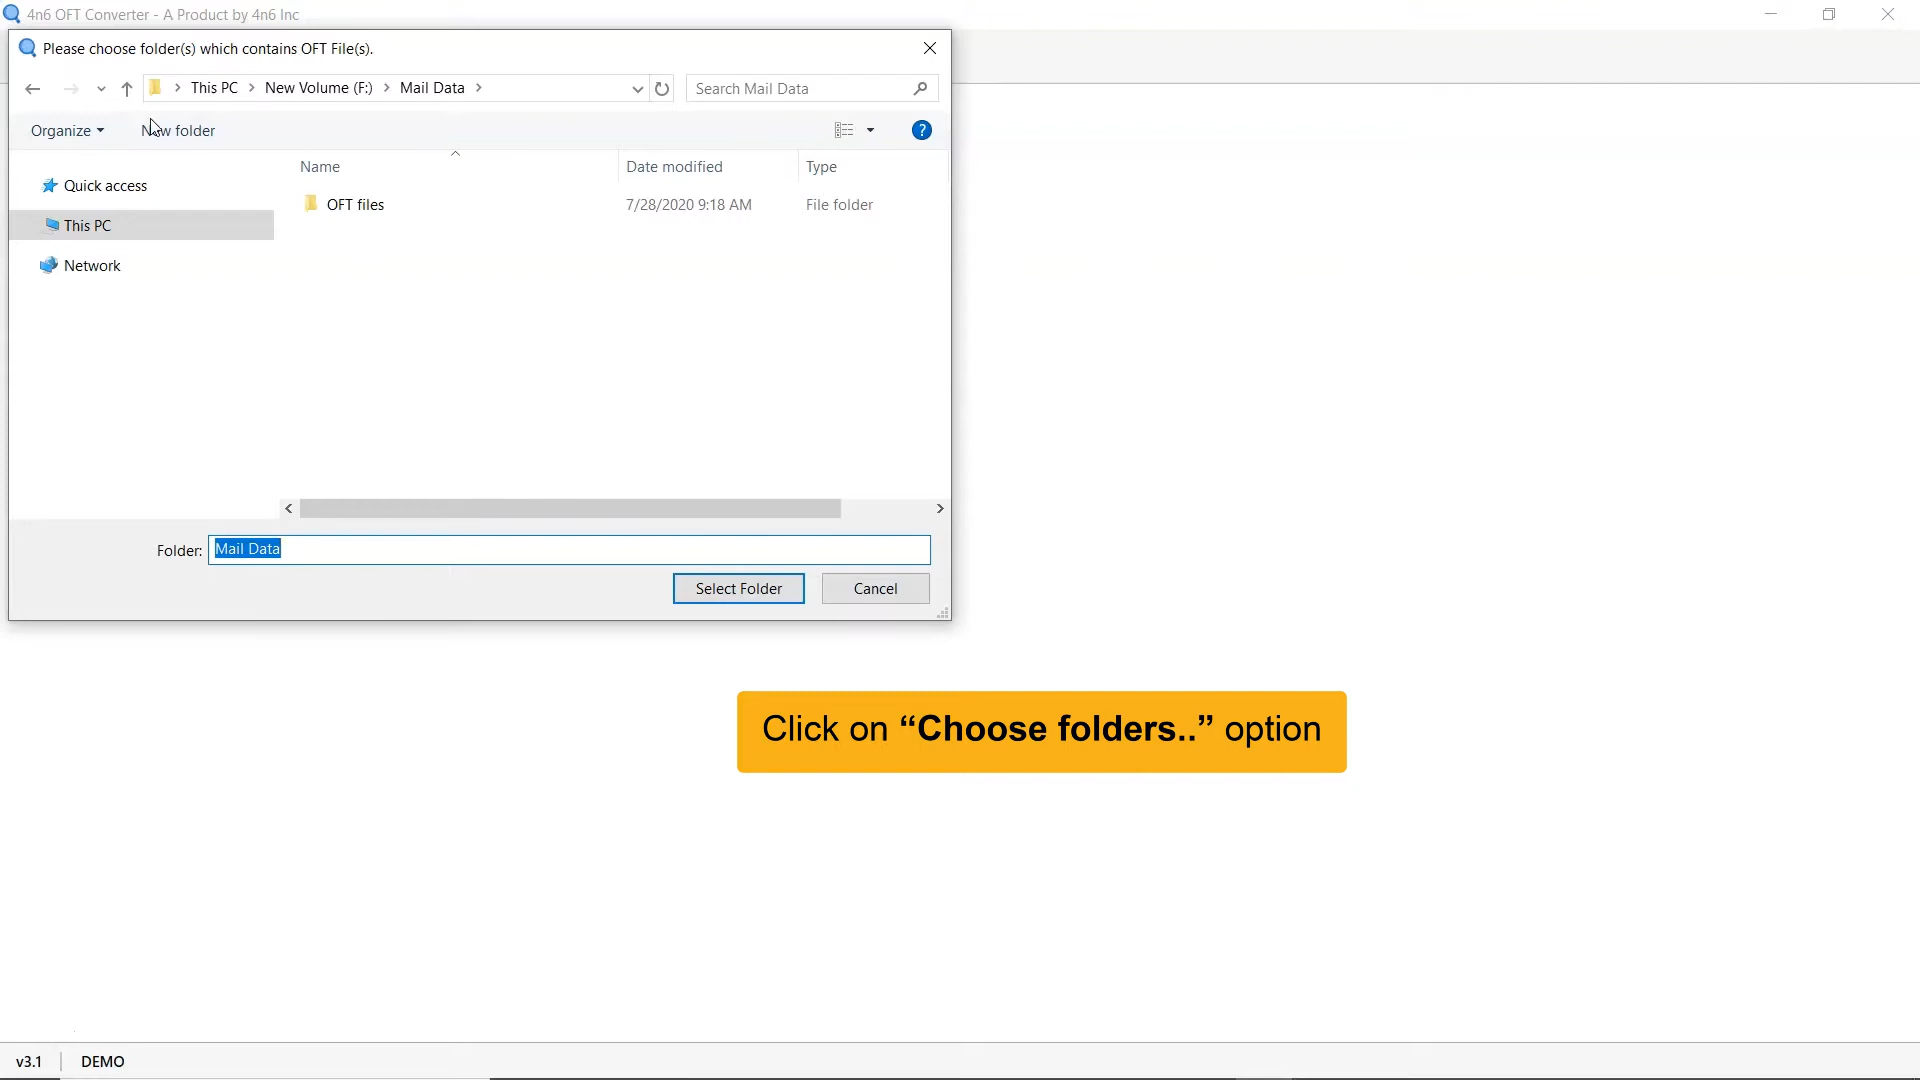 4n6 OFT Converter - A Product by 4n6 Inc
Please choose folder(s) which contains OFT File(s).
This PC > New Volume (F:) > Mail Data >
Search Mail Data
Organize
New folder
?
Name
Date modified
Type
Quick access
This PC
Network
OFT files
7/28/2020 9:18 AM
File folder
Folder: Mail Data
Select Folder
Cancel
Click on “Choose folders..” option
v3.1
DEMO